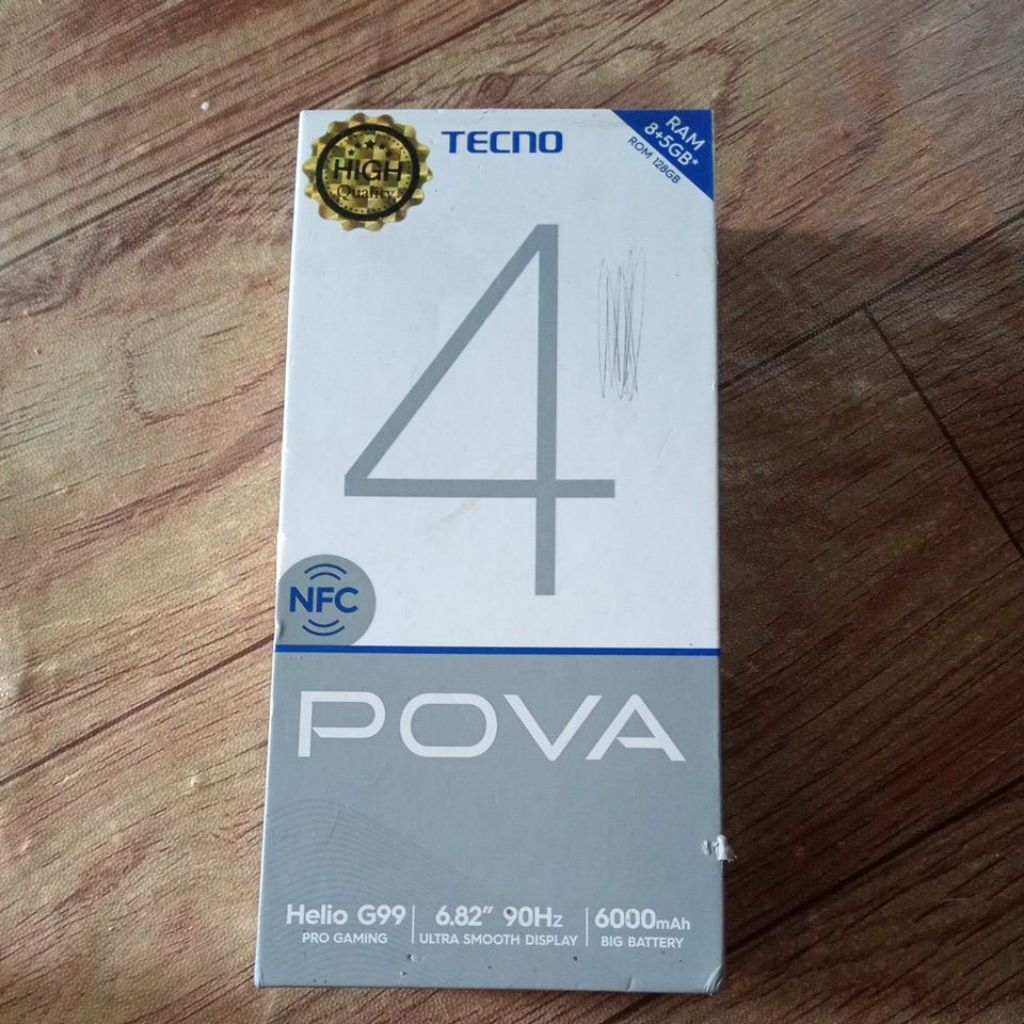 HIGH
Quality
TECNO
RAM
8+5GB*
ROM 128GB
4
NFC
POVA
Helio G99
PRO GAMING
6.82" 90Hz
ULTRA SMOOTH DISPLAY
6000mAh
BIG BATTERY